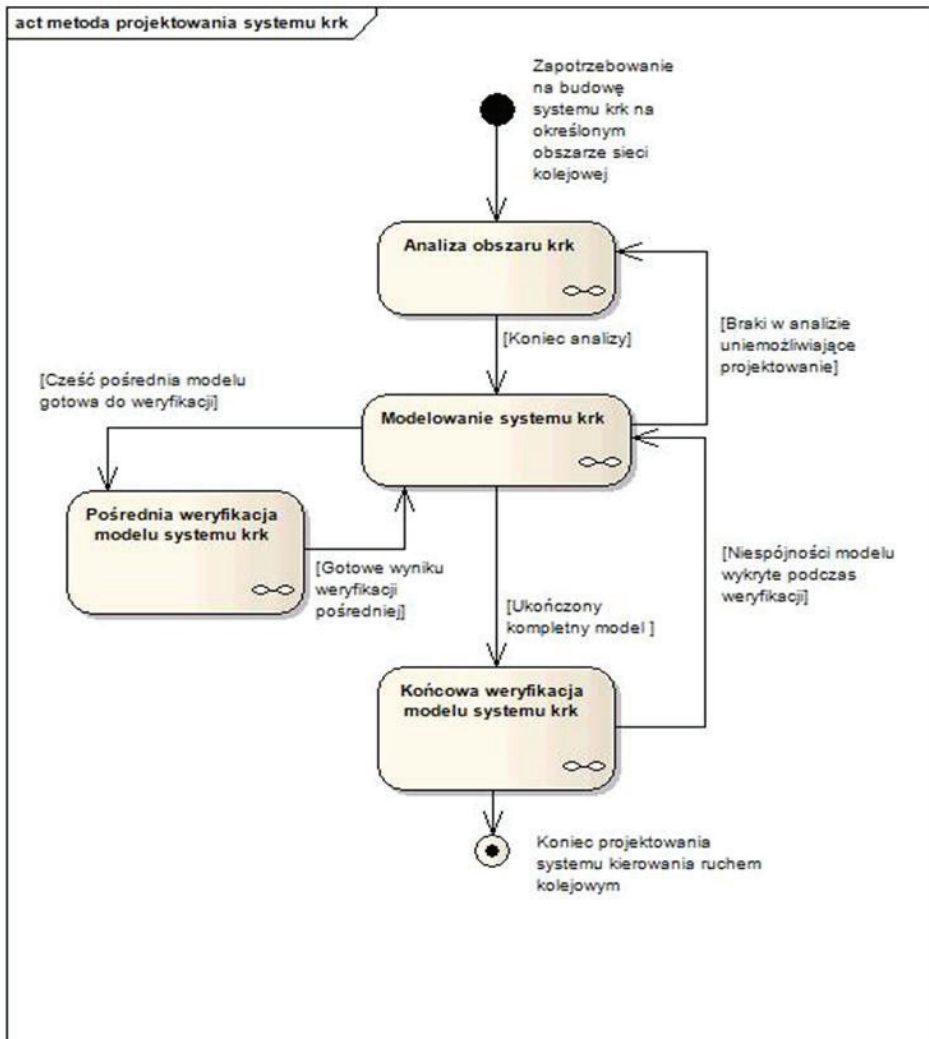 act metoda projektowania systemu krk
Zapotrzebowanie
na budowę
systemu krk na
określonym
obszarze sieci
kolejowej
Analiza obszaru krk
[Koniec analizy]
[Braki w analizie
uniemożliwiające
projektowanie]
[Cześć pośrednia modelu
gotowa do weryfikacji]
Modelowanie systemu krk
Pośrednia weryfikacja
modelu systemu krk
[Gotowe wyniku
weryfikacji
pośredniej]
[Niespójności modelu
wykryte podczas
weryfikacji]
[Ukończony
kompletny model ]
Końcowa weryfikacja
modelu systemu krk
Koniec projektowania
systemu kierowania ruchem
kolejowym